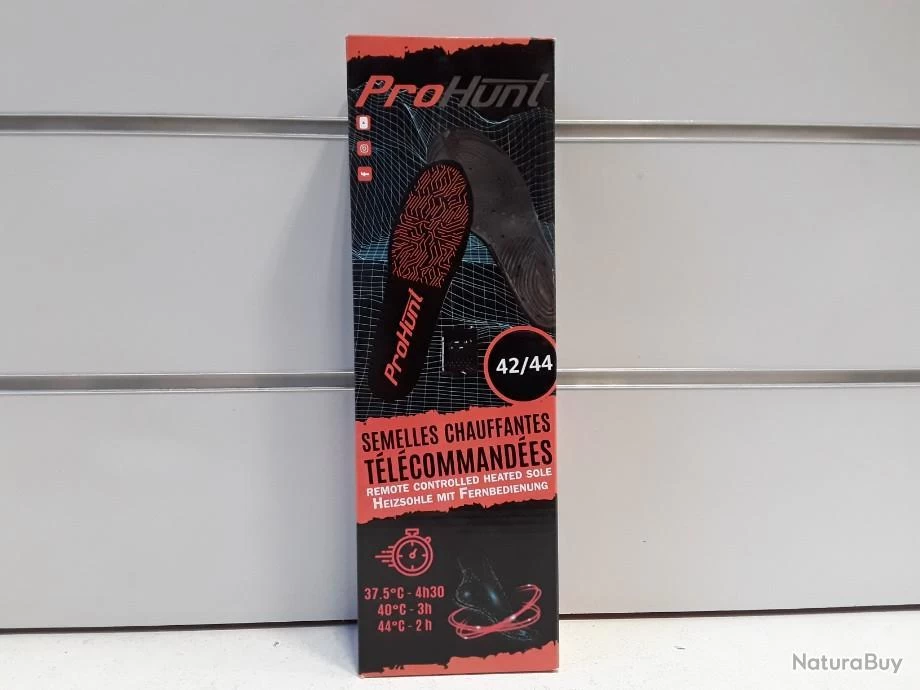 ProHunt
ProHunt
42/44
SEMELLES CHAUFFANTES
TÉLÉCOMMANDÉES
REMOTE CONTROLLED HEATED SOLE
HEIZSOHLE MIT FERNBEDIENUNG
37.5°C - 4h30
40°C - 3h
44°C - 2 h
NaturaBuy